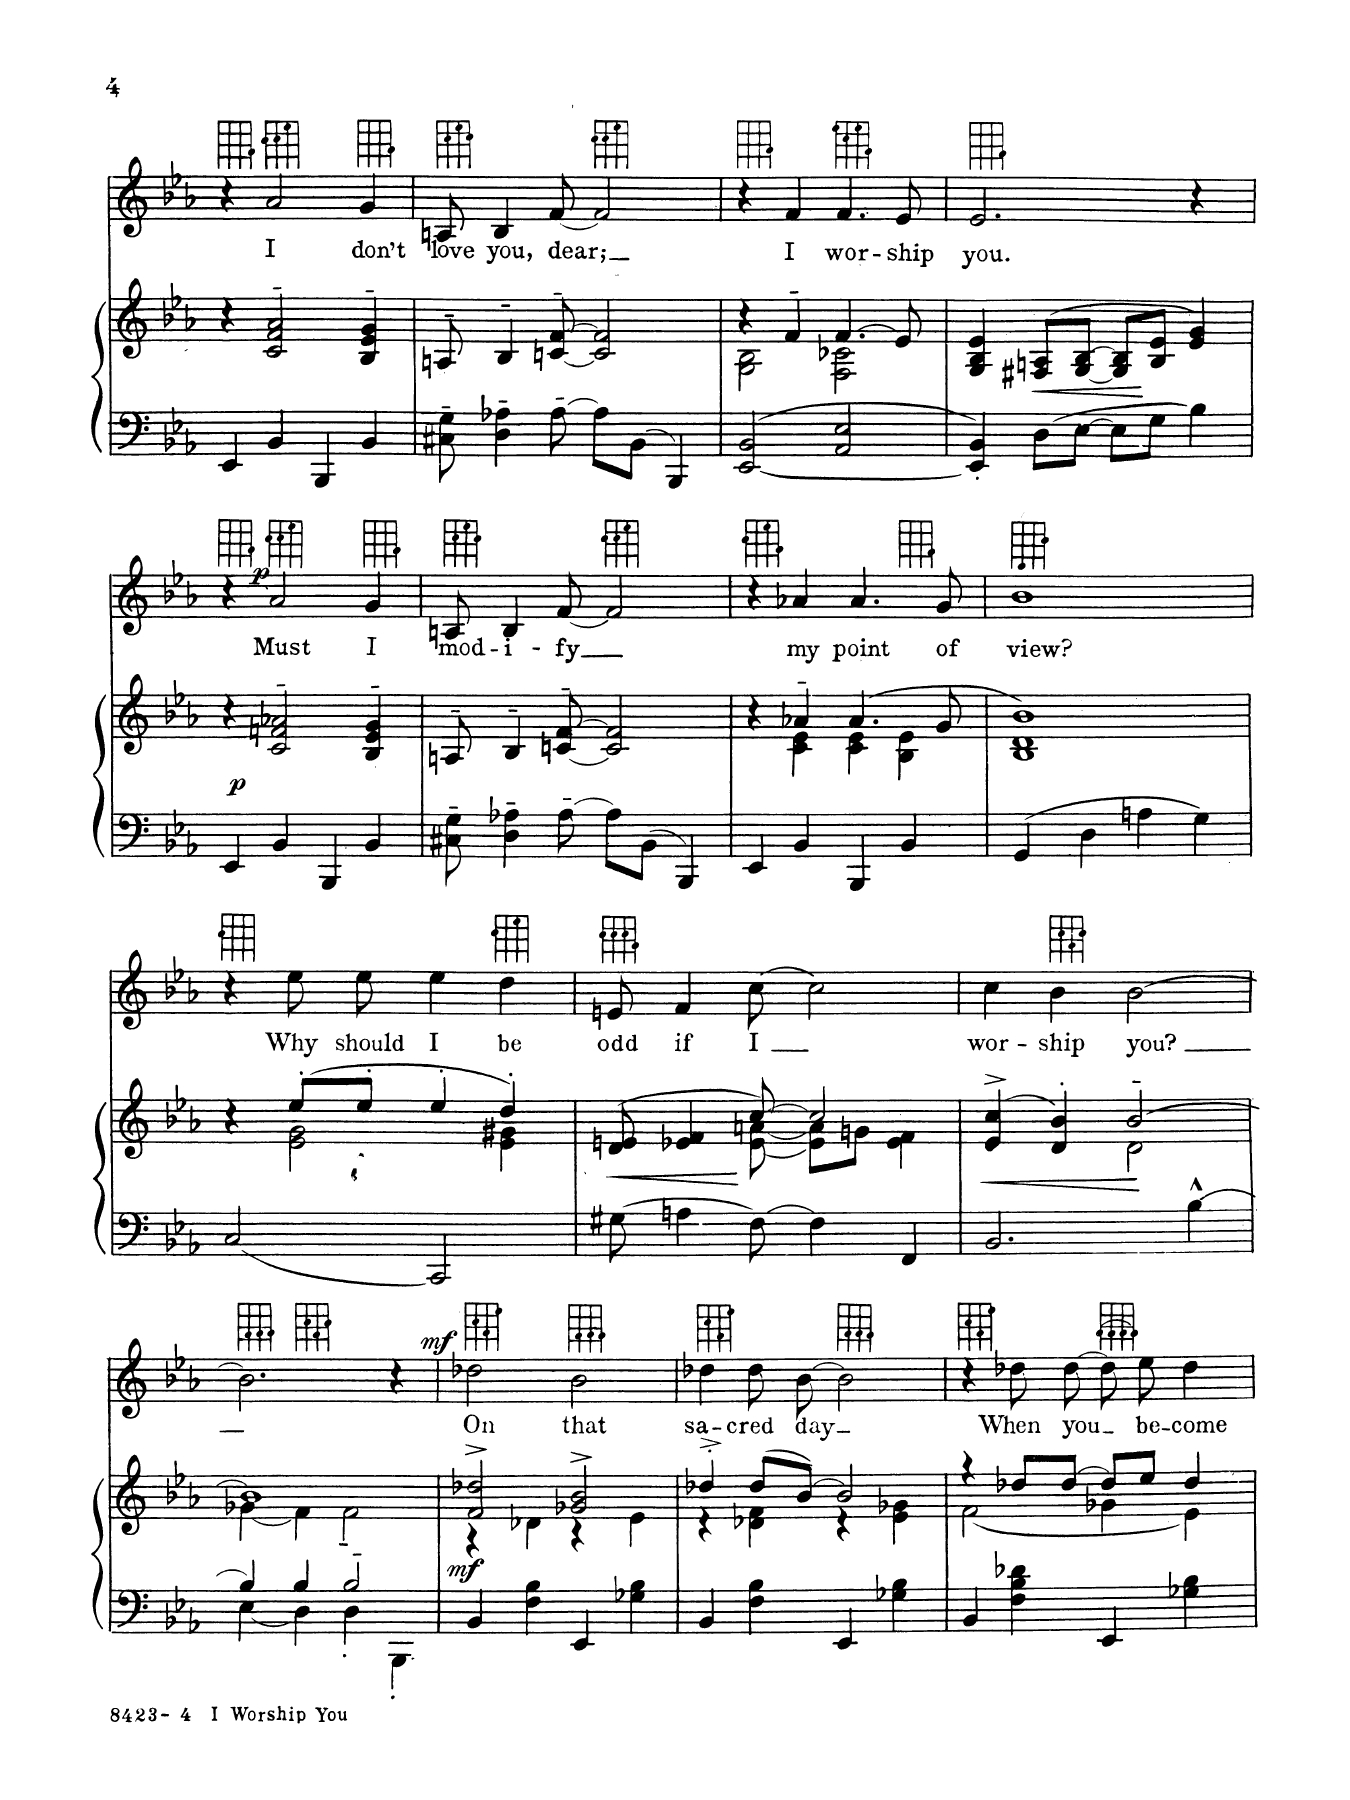 4
I don't love you, dear; I wor-ship you.
p
Must I mod-i-fy my point of view?
p
Why should I be odd if I wor-ship you?
mf
On that sa-cred day When you be-come
mf
8423-4 I Worship You